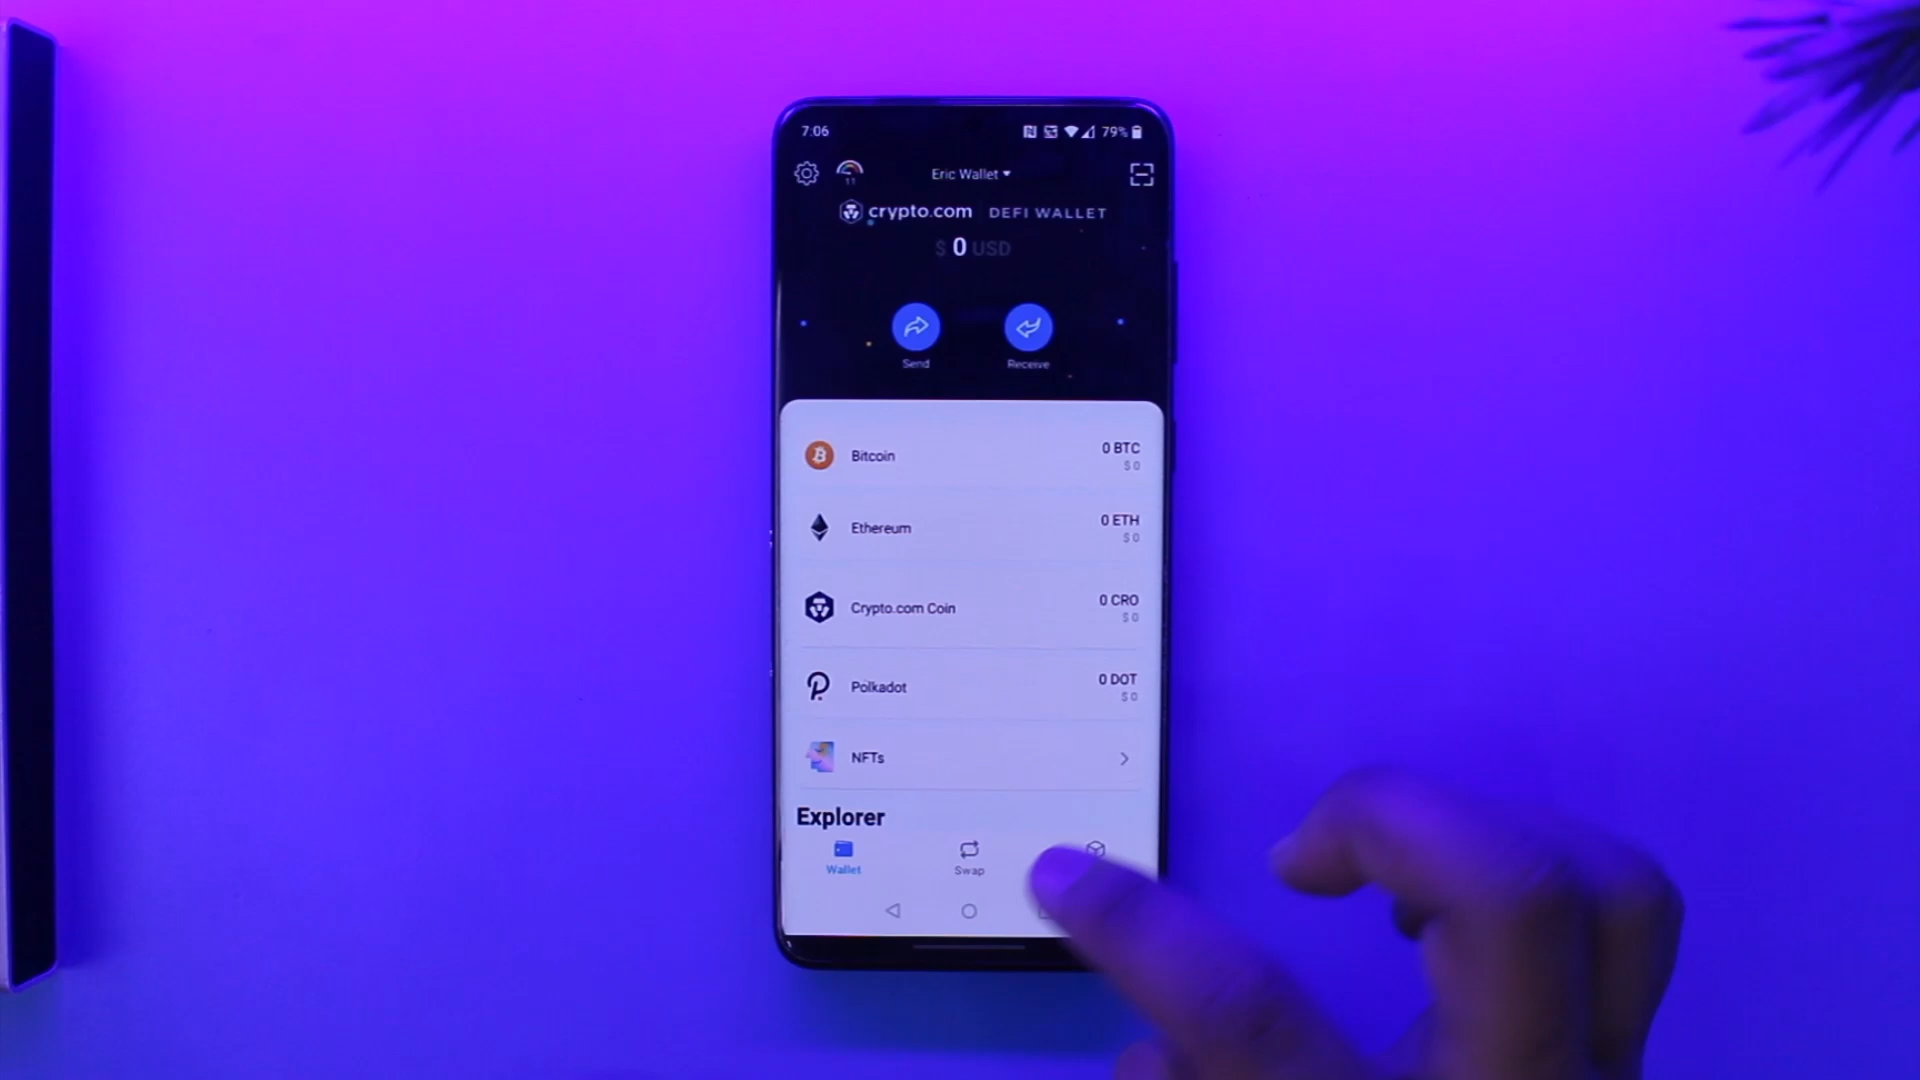 7:06
79%
11
Eric Wallet
crypto.com DEFI WALLET
$ 0 USD
Send Receive
Bitcoin 0 BTC
$ 0
Ethereum 0 ETH
$ 0
Crypto.com Coin 0 CRO
$ 0
Polkadot 0 DOT
$ 0
NFTs
Explorer
Wallet Swap